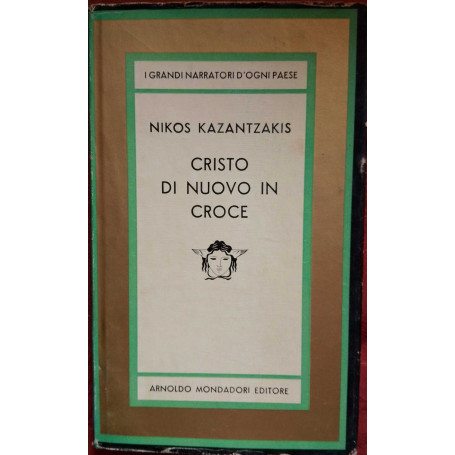 I GRANDI NARRATORI D'OGNI PAESE
NIKOS KAZANTZAKIS
CRISTO
DI NUOVO IN
CROCE
ARNOLDO MONDADORI EDITORE